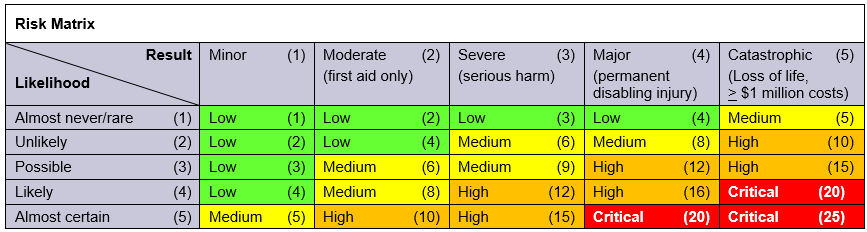 Risk Matrix
Result Minor (1) Moderate (2) Severe (3) Major (4) Catastrophic (5)
(first aid only) (serious harm) (permanent (Loss of life,
Likelihood disabling injury) > $1 million costs)
Almost never/rare (1) Low (1) Low (2) Low (3) Low (4) Medium (5)
Unlikely (2) Low (2) Low (4) Medium (6) Medium (8) High (10)
Possible (3) Low (3) Medium (6) Medium (9) High (12) High (15)
Likely (4) Low (4) Medium (8) High (12) High (16) Critical (20)
Almost certain (5) Medium (5) High (10) High (15) Critical (20) Critical (25)